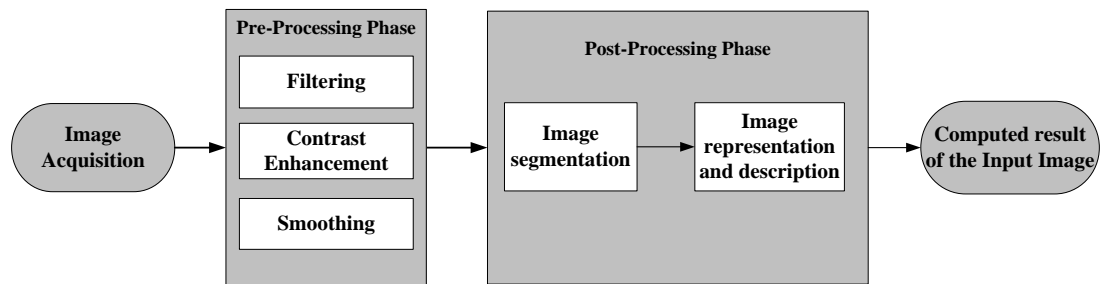 Image
Acquisition
Pre-Processing Phase
Filtering
Contrast
Enhancement
Smoothing
Post-Processing Phase
Image
segmentation
Image
representation
and description
Computed result
of the Input Image